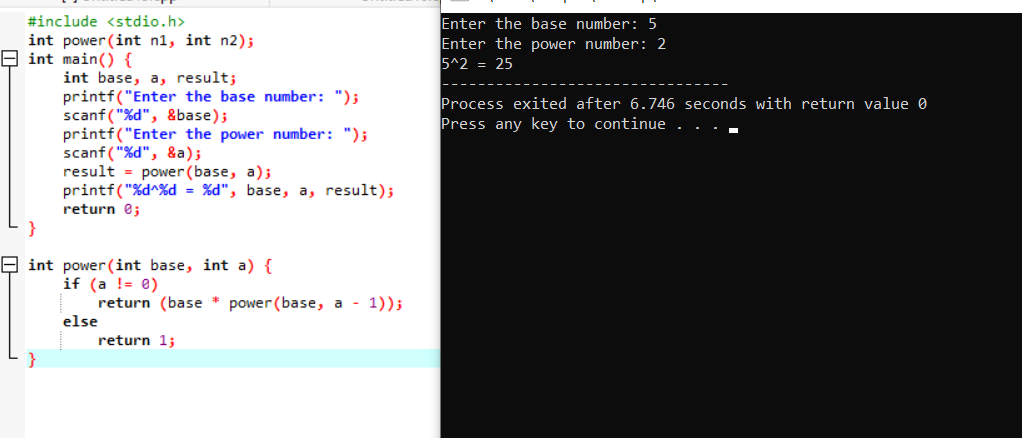 #include <stdio.h>
int power(int n1, int n2);
int main() {
int base, a, result;
printf("Enter the base number: ");
scanf("%d", &base);
printf("Enter the power number: ");
scanf("%d", &a);
result = power(base, a);
printf("%d^%d = %d", base, a, result);
return 0;
}
int power(int base, int a) {
if (a != 0)
return (base * power(base, a - 1));
else
return 1;
}
Enter the base number: 5
Enter the power number: 2
5^2 = 25
--------------------------------
Process exited after 6.746 seconds with return value 0
Press any key to continue . . .